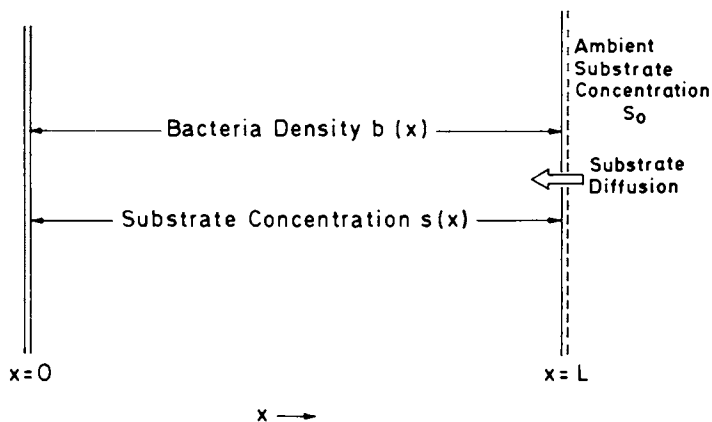 Ambient
Substrate
Concentration
S₀
Bacteria Density b (x)
Substrate
Diffusion
Substrate Concentration s(x)
x=0
x=L
x